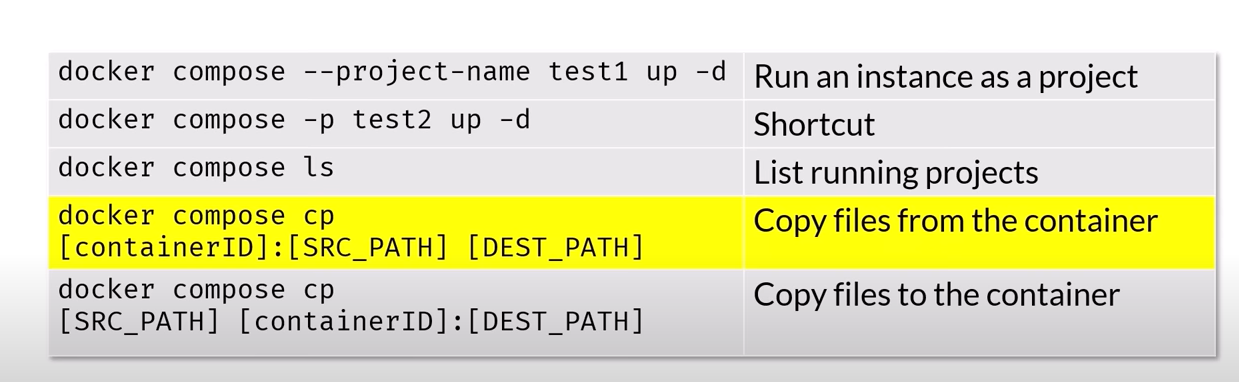 docker compose --project-name test1 up -d Run an instance as a project
docker compose -p test2 up -d Shortcut
docker compose ls List running projects
docker compose cp Copy files from the container
[containerID]:[SRC_PATH] [DEST_PATH]
docker compose cp Copy files to the container
[SRC_PATH] [containerID]:[DEST_PATH]